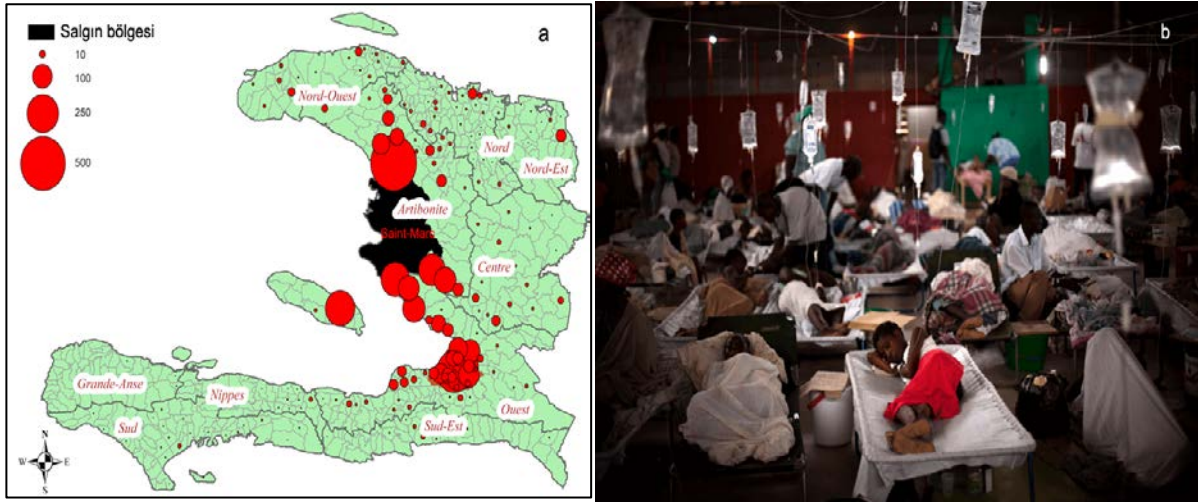 Salgın bölgesi
a
10
100
250
500
Nord-Ouest
Nord
Nord-Est
Artibonite
Saint-Marc
Centre
Grande-Anse
Nippes
Ouest
Sud-Est
Sud
N
W
E
S
b